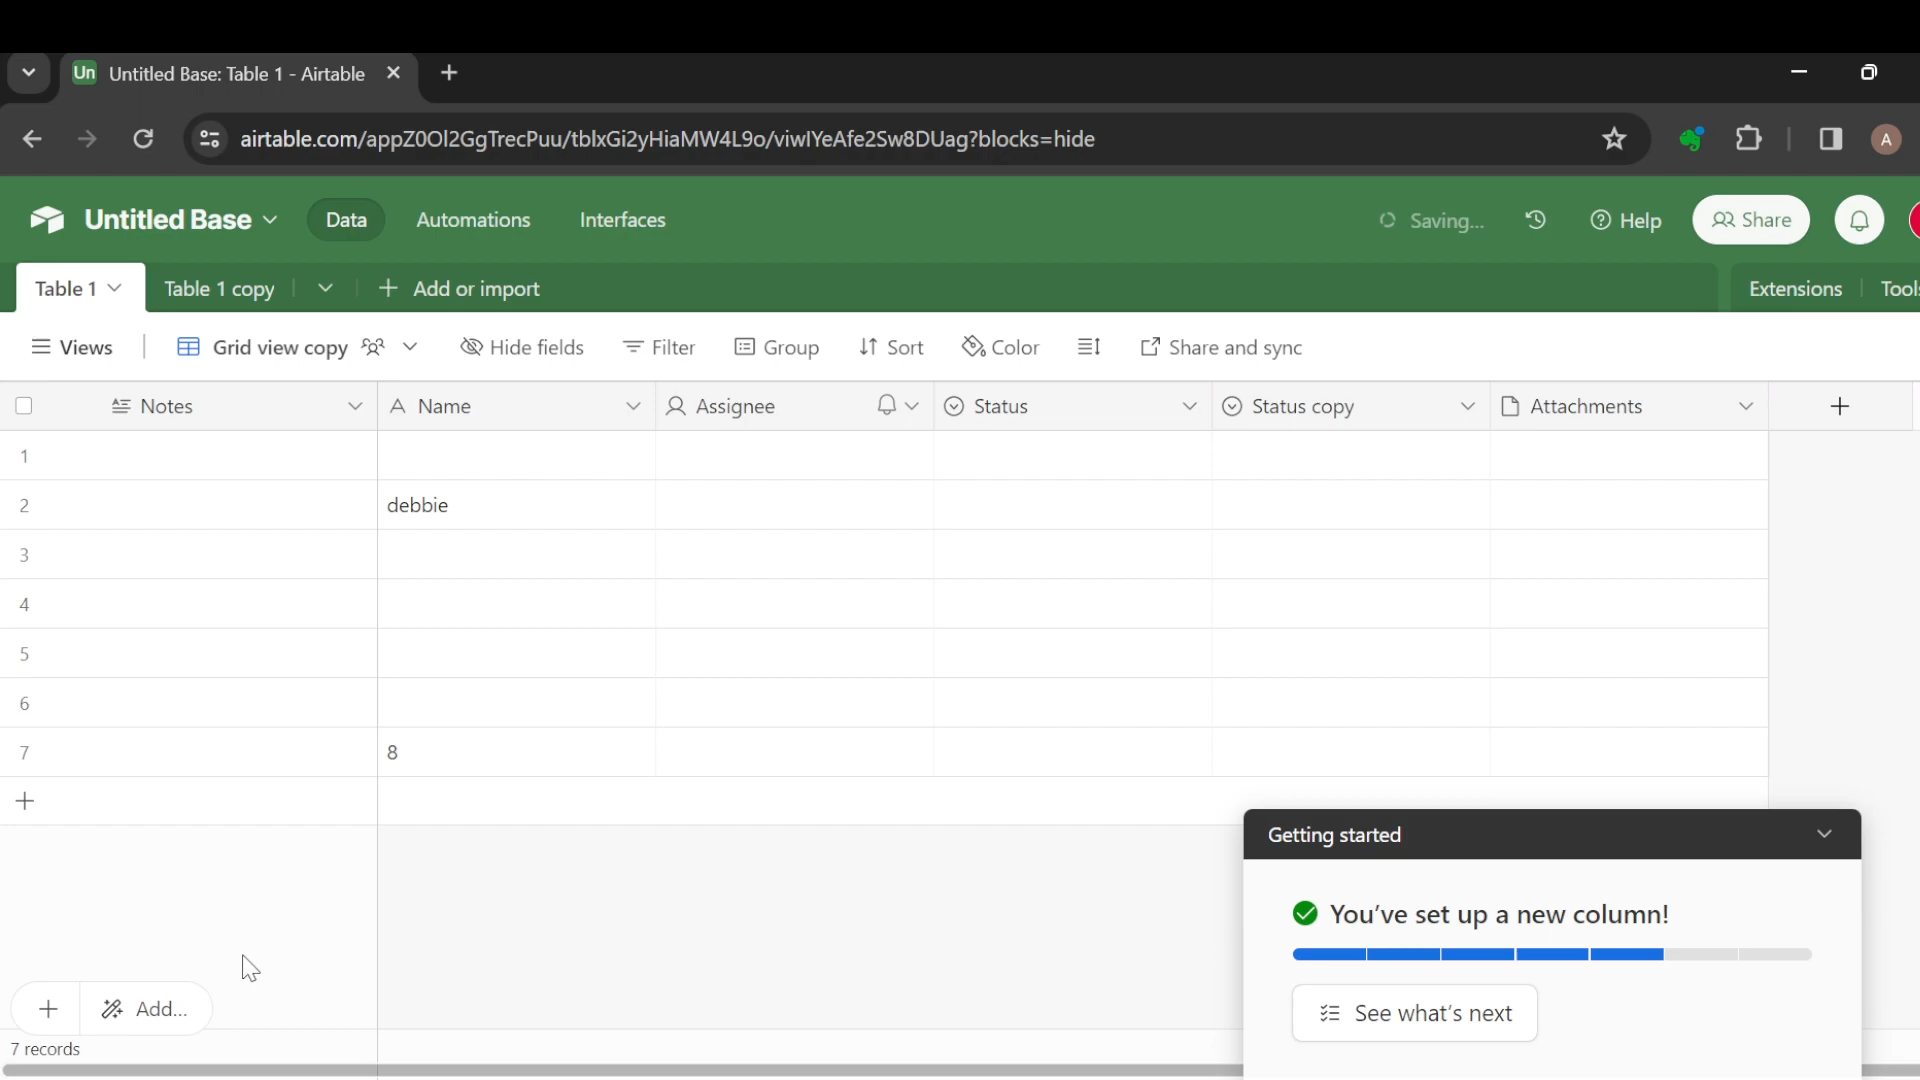 Un Untitled Base: Table 1 - Airtable
airtable.com/appZ0Ol2GgTrecPuu/tblxGi2yHiaMW4L9o/viwlYeAfe2Sw8DUag?blocks=hide
A
Untitled Base Data Automations Interfaces Saving... Help Share
Table 1 Table 1 copy Add or import Extensions Tools
Views Grid view copy Hide fields Filter Group Sort Color Share and sync
Notes A Name Assignee Status Status copy Attachments
1
2 debbie
3
4
5
6
7 8
Getting started
You've set up a new column!
Add...
See what's next
7 records